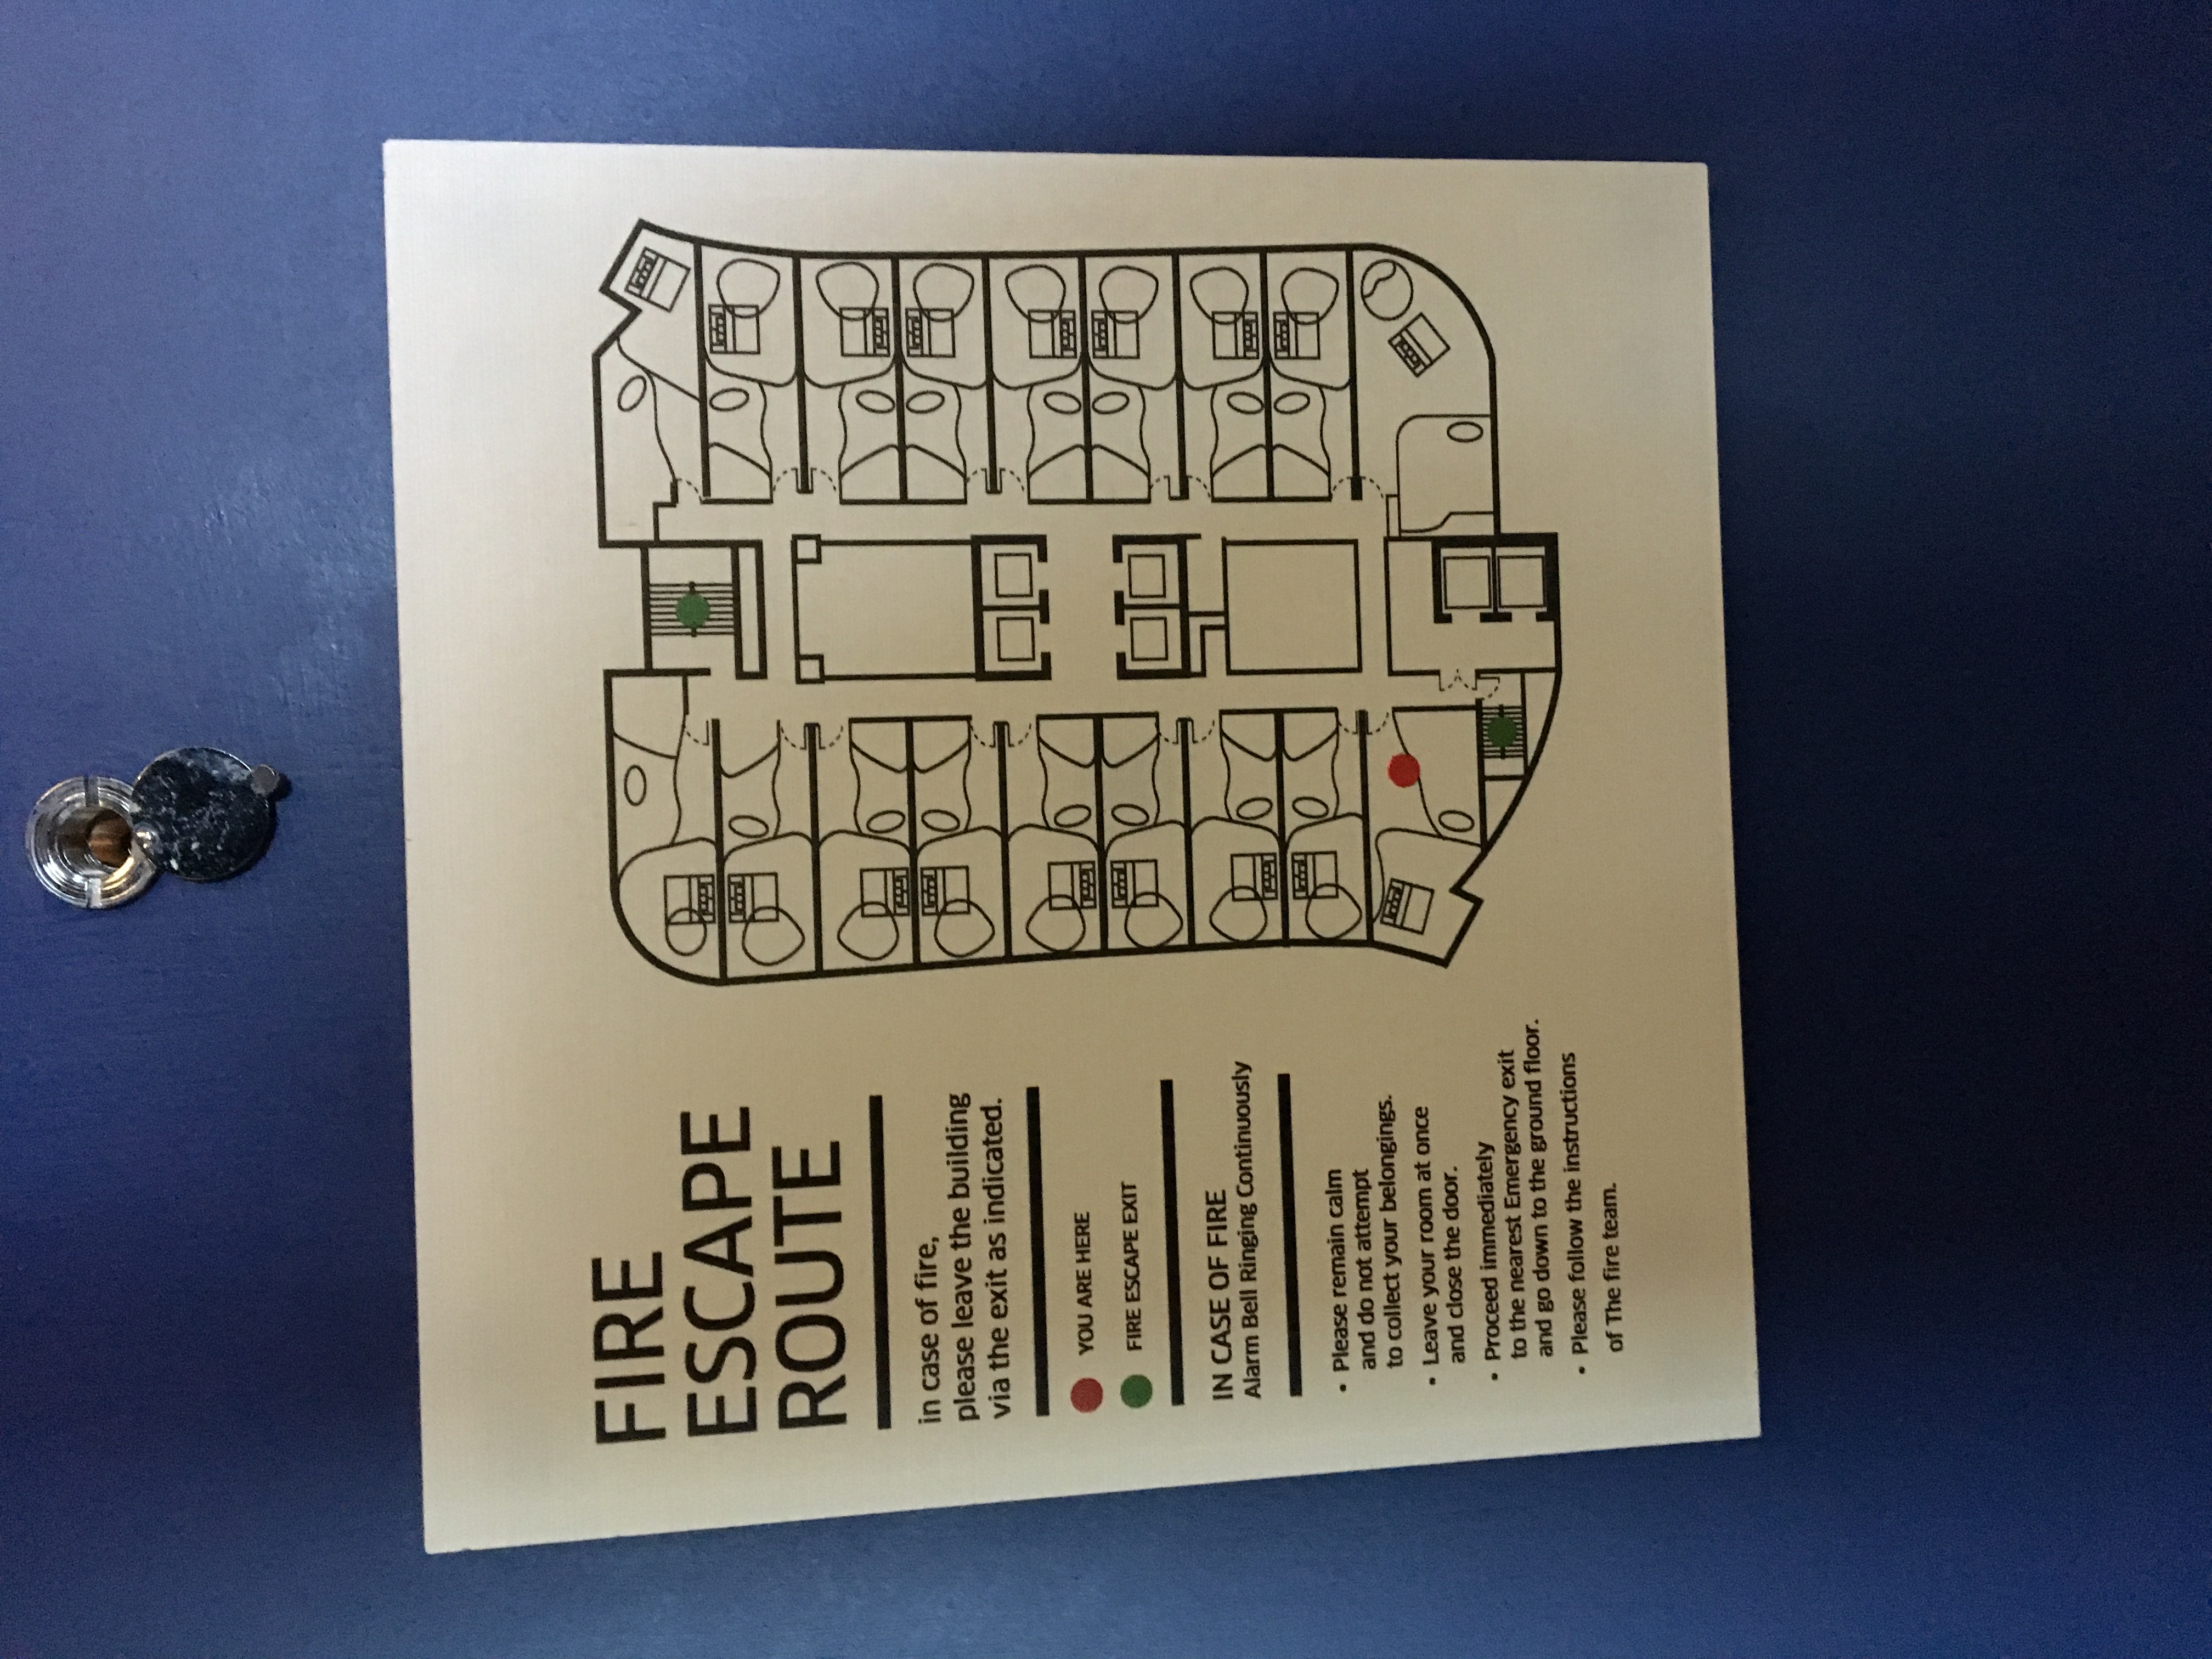 FIRE
ESCAPE
ROUTE
in case of fire,
please leave the building
via the exit as indicated.
YOU ARE HERE
FIRE ESCAPE EXIT
IN CASE OF FIRE
Alarm Bell Ringing Continuously
• Please remain calm
and do not attempt
to collect your belongings.
• Leave your room at once
and close the door.
• Proceed immediately
to the nearest Emergency exit
and go down to the ground floor.
• Please follow the instructions
of The fire team.